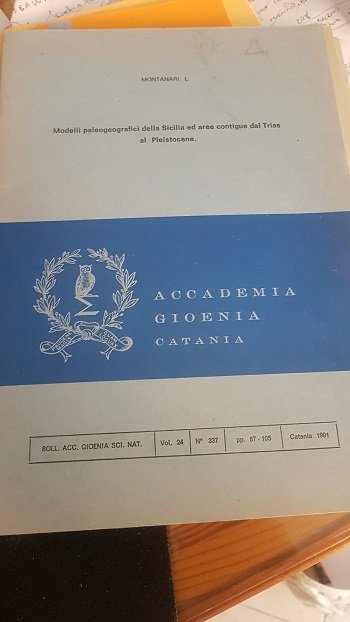 MONTANARI L.
Modelli paleogeografici della Sicilia ed aree contigue dal Trias
al Pleistocene.
ACCADEMIA
GIOENIA
CATANIA
BOLL. ACC. GIOENIA SCI. NAT. Vol. 24 N° 337 pp. 87 - 105 Catania 1991